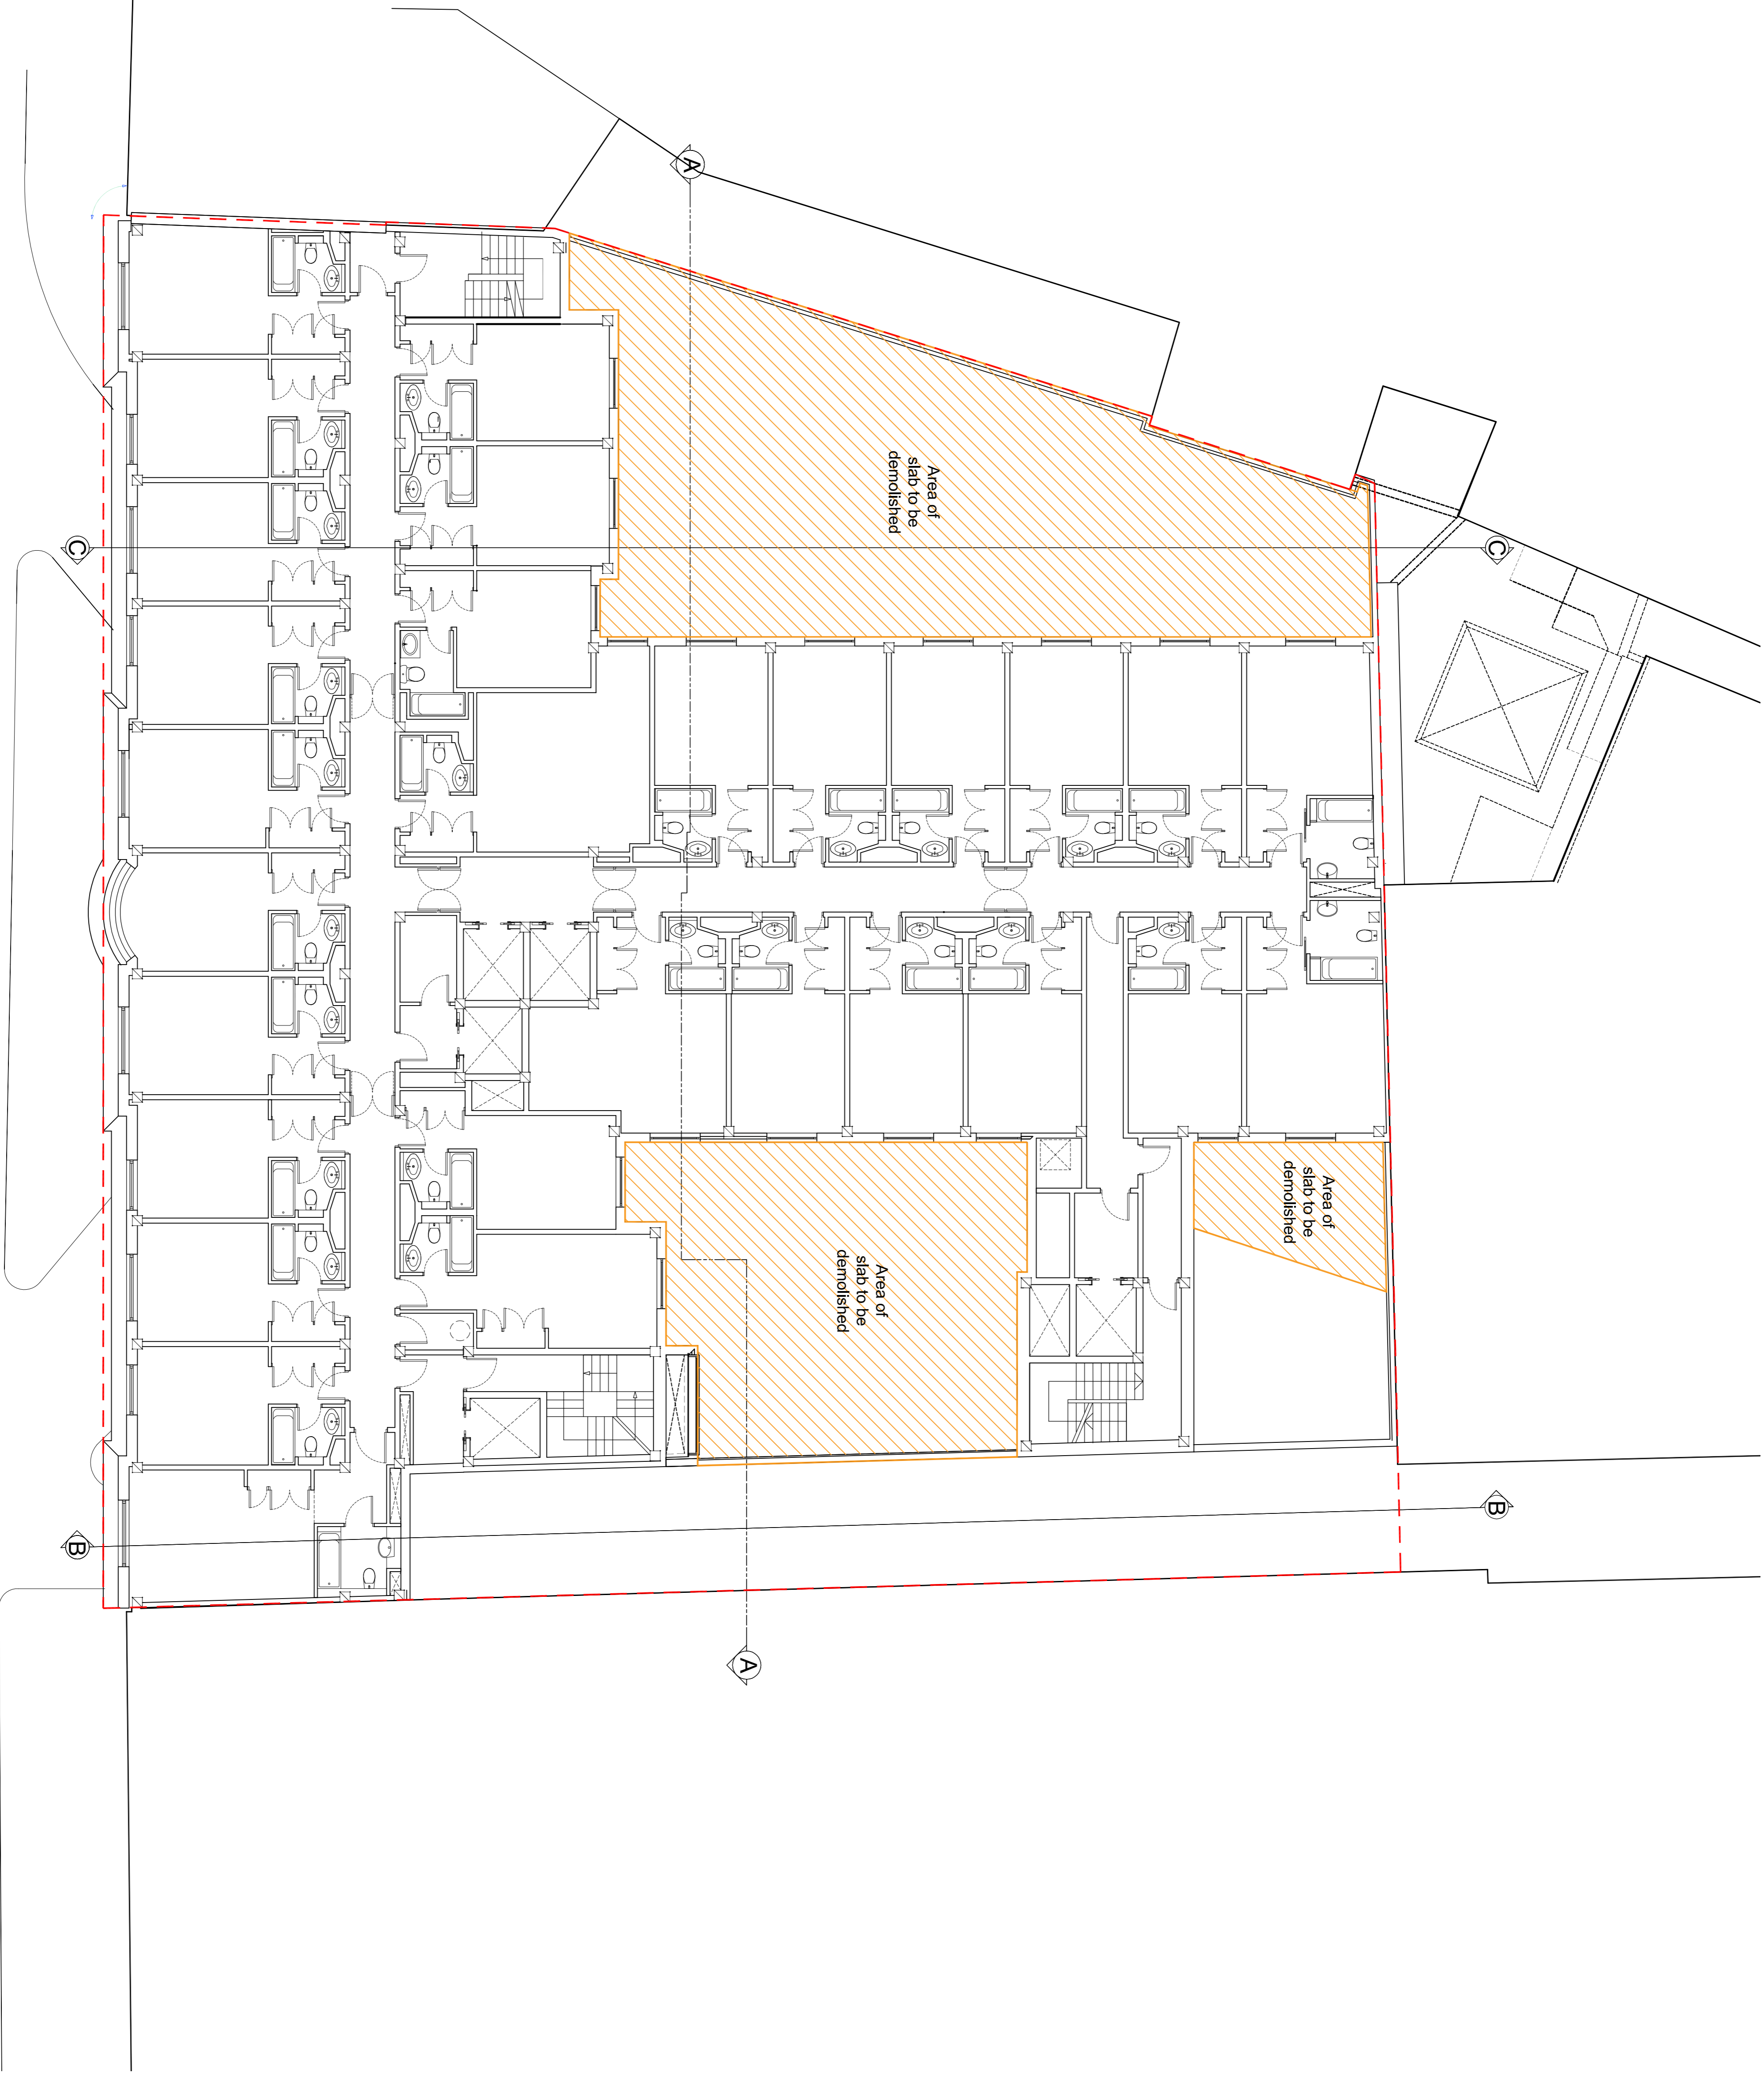 A
C
C
Area of
slab to be
demolished
Area of
slab to be
demolished
Area of
slab to be
demolished
B
B
A